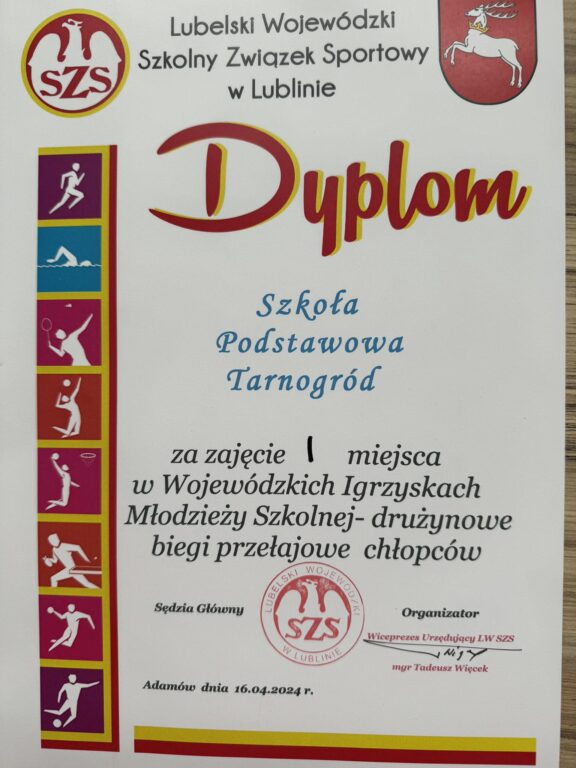 SZS
Lubelski Wojewódzki
Szkolny Związek Sportowy
w Lublinie
Dyplom
Szkoła
Podstawowa
Tarnogród
za zajęcie I miejsca
w Wojewódzkich Igrzyskach
Młodzieży Szkolnej- drużynowe
biegi przełajowe chłopców
Sędzia Główny
LUBELSKI WOJEWÓDZKI
SZS
W LUBLINIE
Organizator
Wiceprezes Urzędujący LW SZS
mgr Tadeusz Więcek
Adamów dnia 16.04.2024 r.